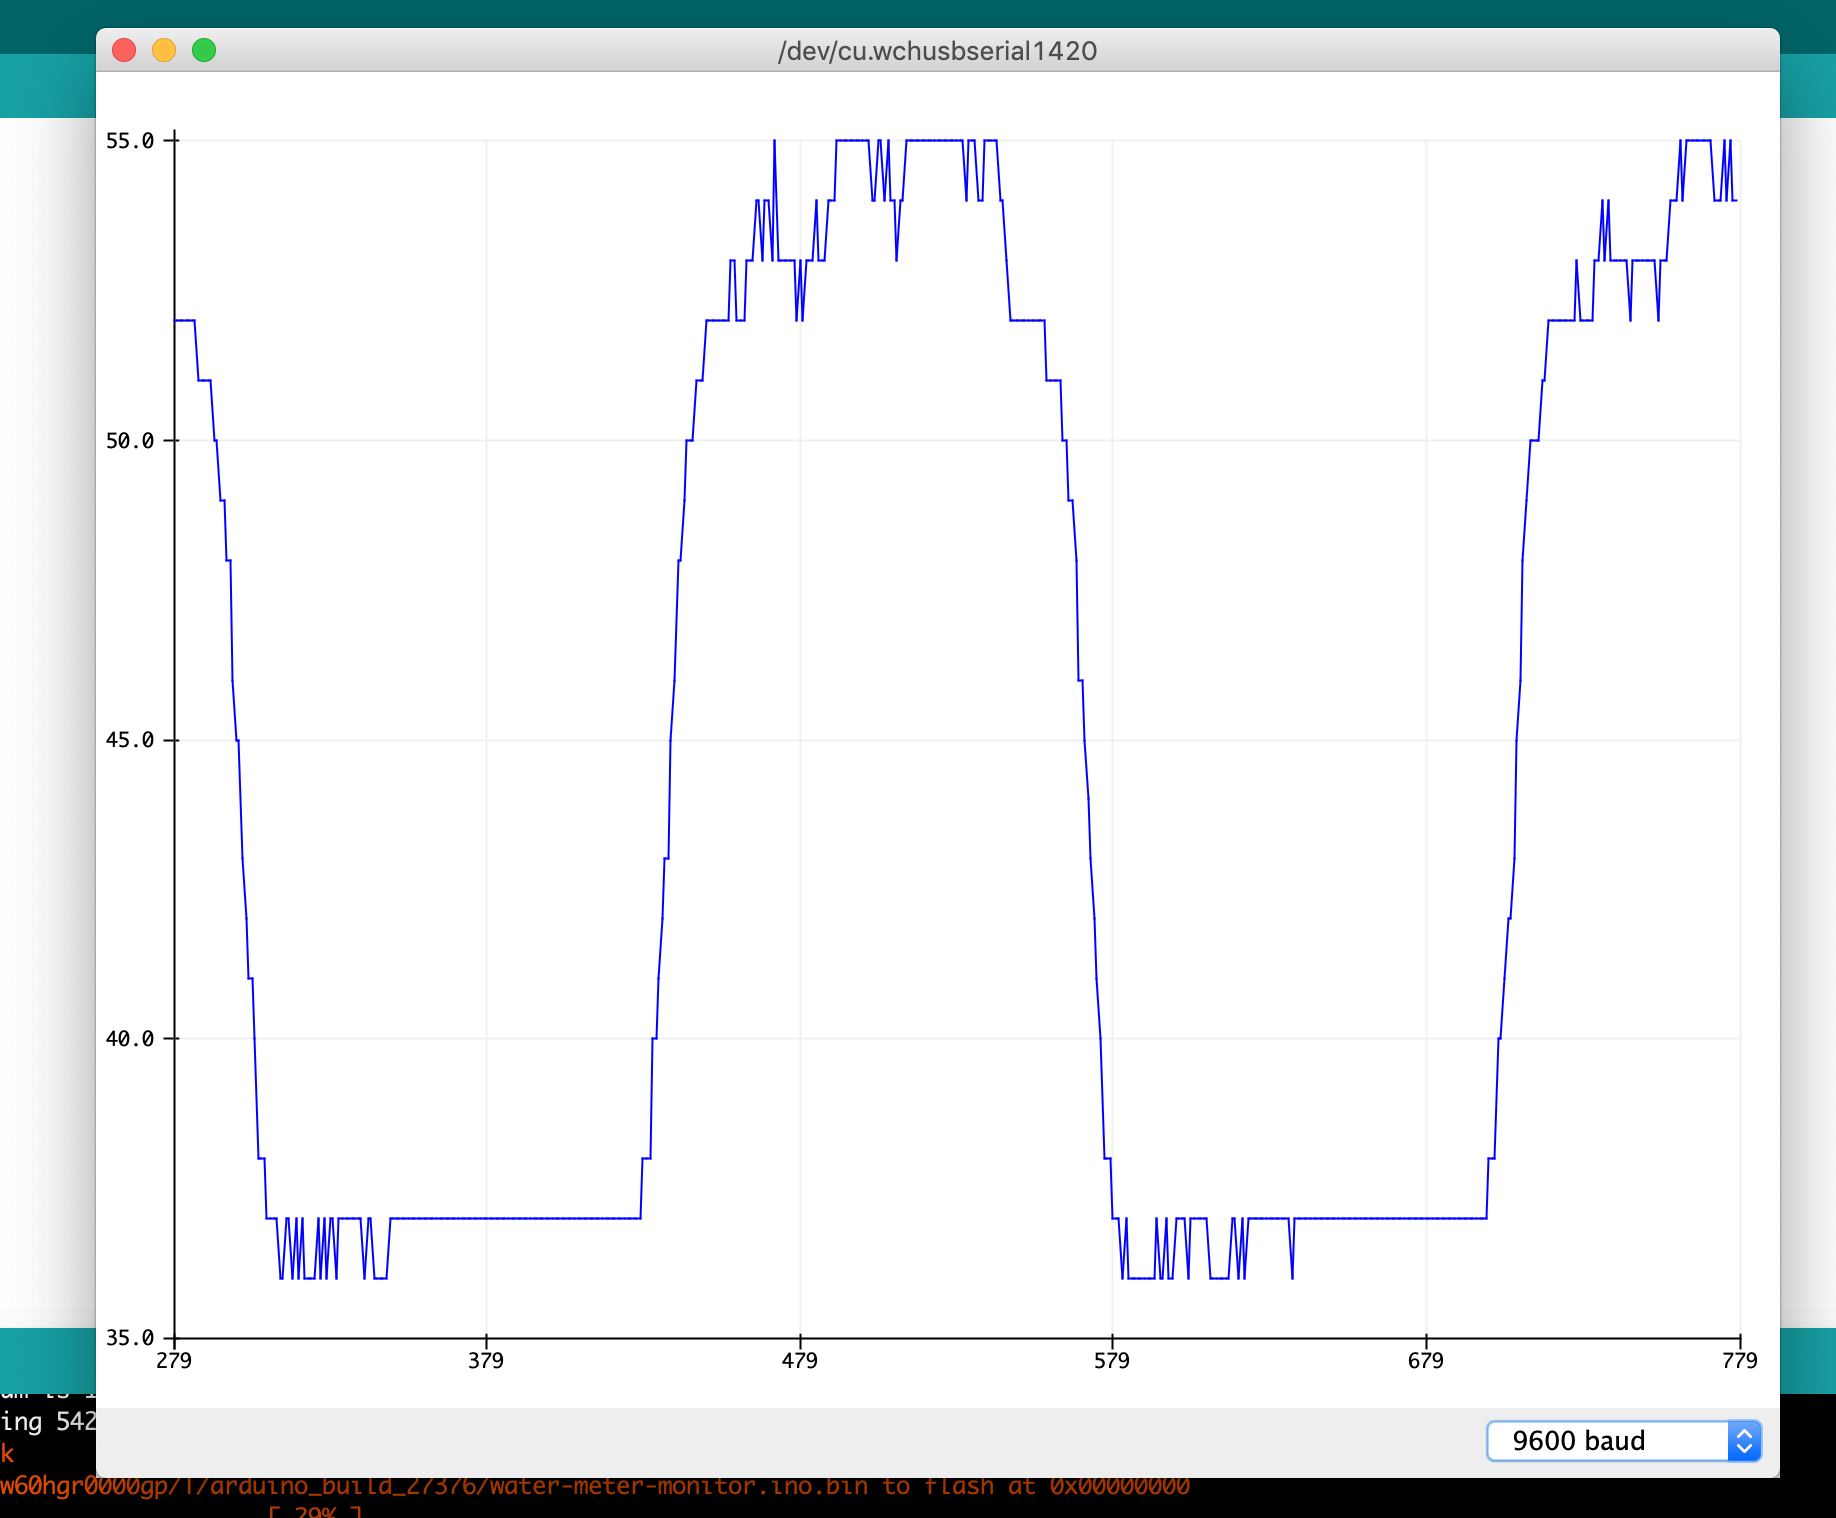 /dev/cu.wchusbserial1420
55.0
50.0
45.0
40.0
35.0
279 379 479 579 679 779
9600 baud
ing 542
k
w60hgr0000gp/T/arduino_build_27376/water-meter-monitor.ino.bin to flash at 0x00000000
[ 29% ]